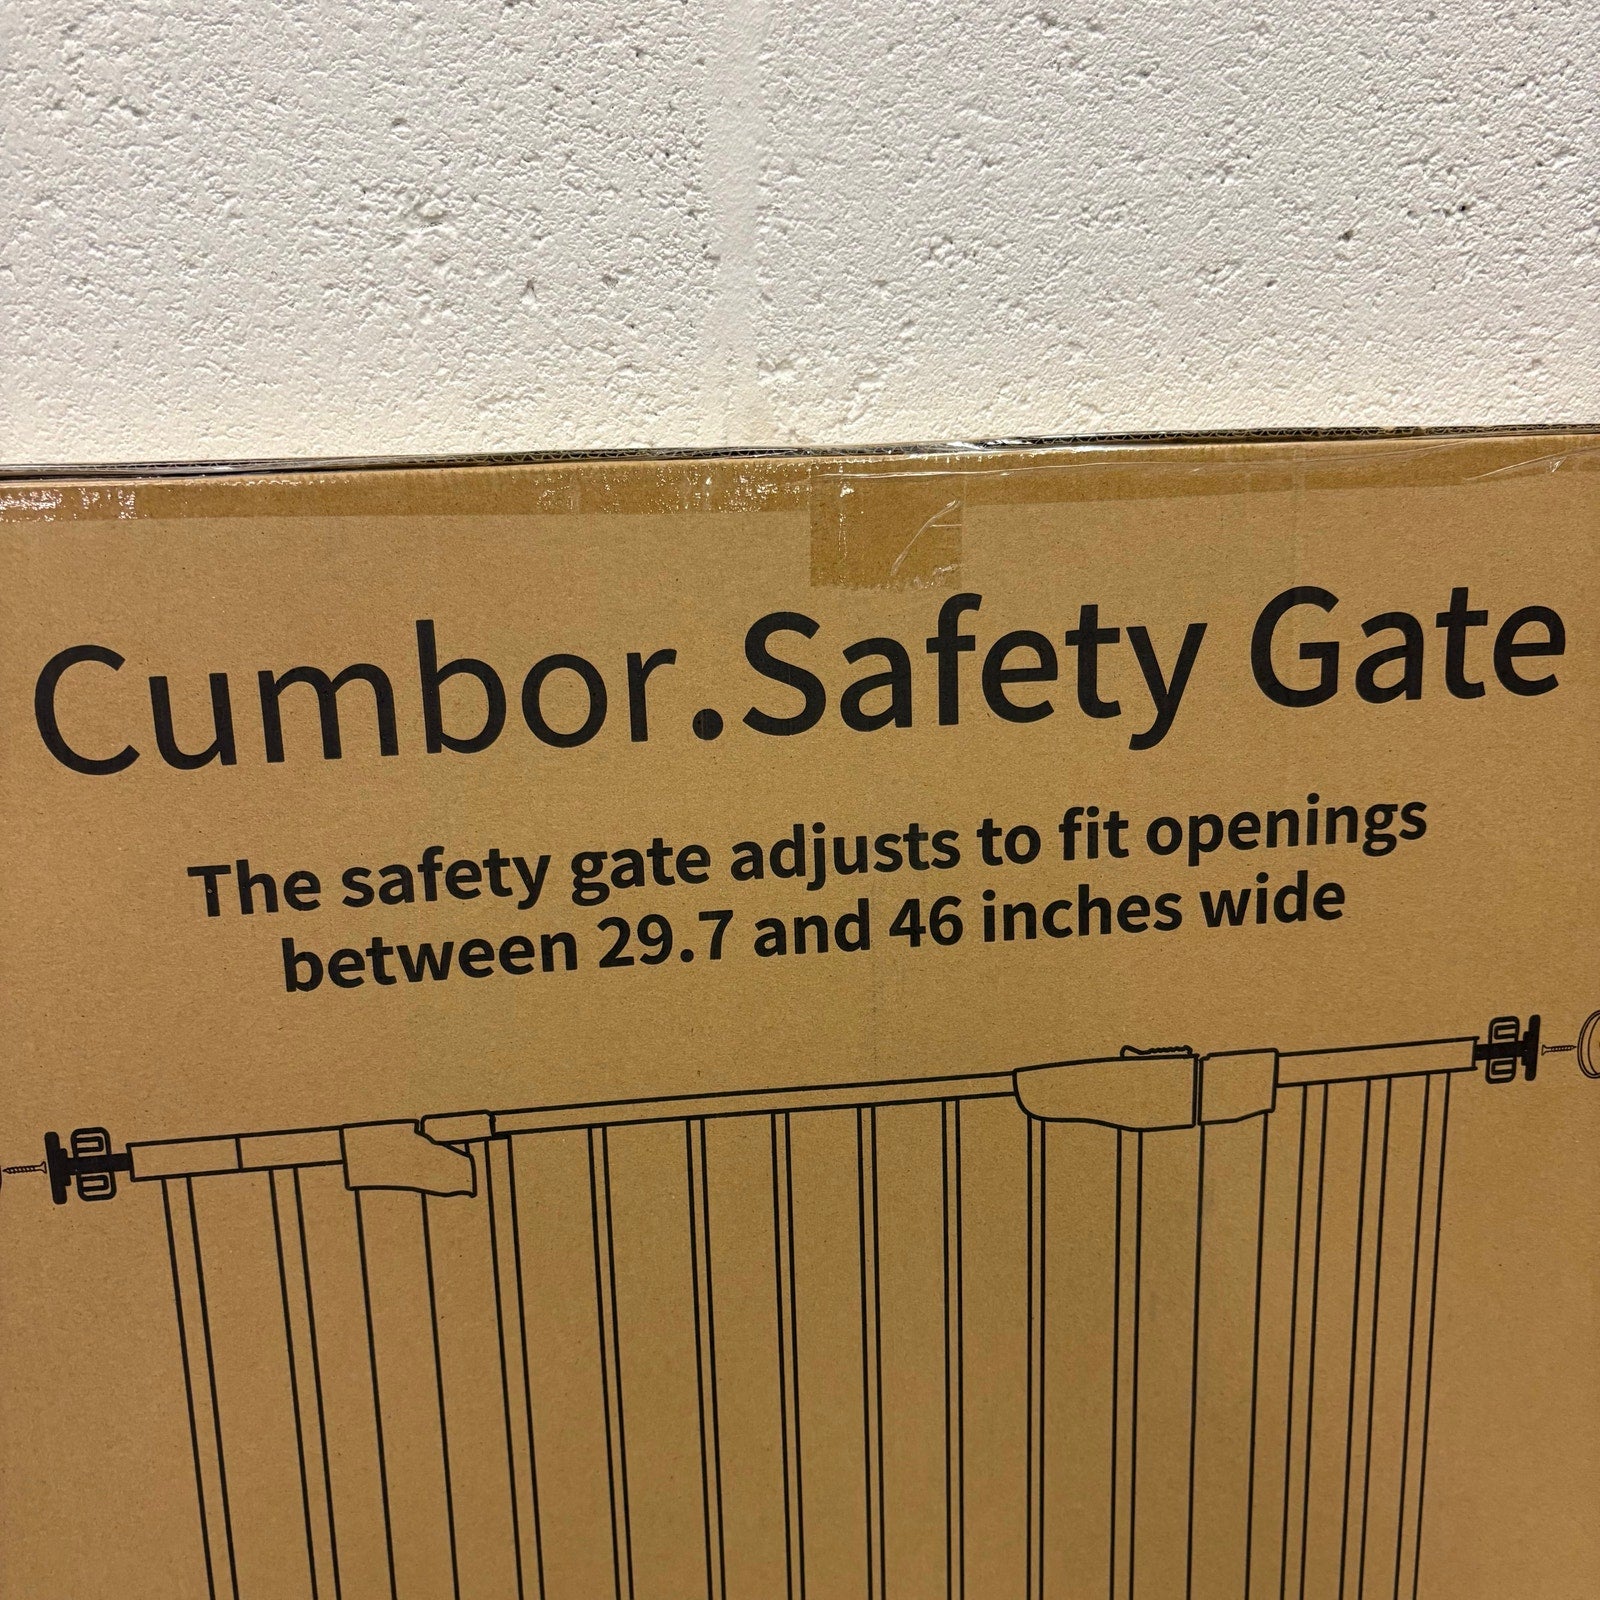 Cumbor.Safety Gate
The safety gate adjusts to fit openings
between 29.7 and 46 inches wide